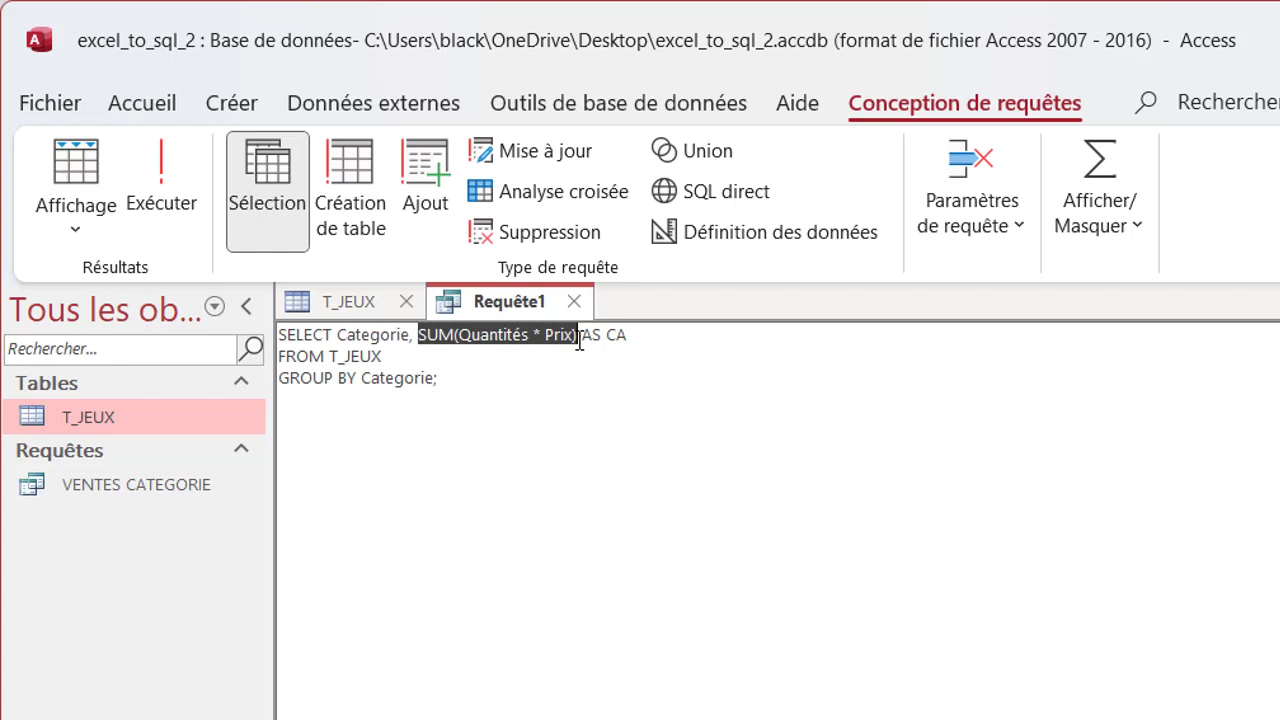 A
excel_to_sql_2 : Base de données- C:\Users\black\OneDrive\Desktop\excel_to_sql_2.accdb (format de fichier Access 2007 - 2016) - Access
Fichier Accueil Créer Données externes Outils de base de données Aide Conception de requêtes Rechercher
Affichage
Exécuter
Résultats
Sélection
Création
de table
Ajout
Mise à jour
Analyse croisée
Suppression
Union
SQL direct
Définition des données
Type de requête
Paramètres
de requête
Afficher/
Masquer
Tous les ob...
Rechercher...
Tables
T_JEUX
Requêtes
VENTES CATEGORIE
T_JEUX
Requête1
SELECT Categorie, SUM(Quantités * Prix) AS CA
FROM T_JEUX
GROUP BY Categorie;